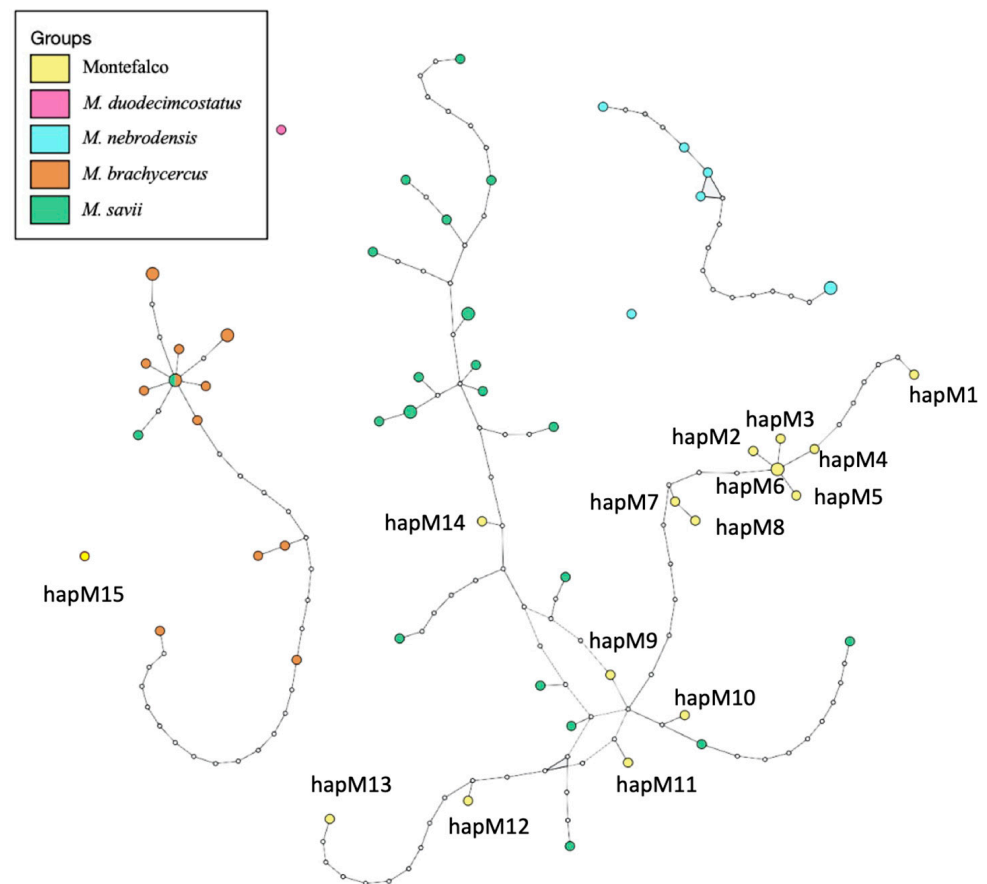 Groups
Montefalco
M. duodecimcostatus
M. nebrodensis
M. brachycercus
M. savii
hapM1
hapM3
hapM2
hapM4
hapM6
hapM5
hapM7
hapM8
hapM14
hapM15
hapM9
hapM10
hapM11
hapM13
hapM12